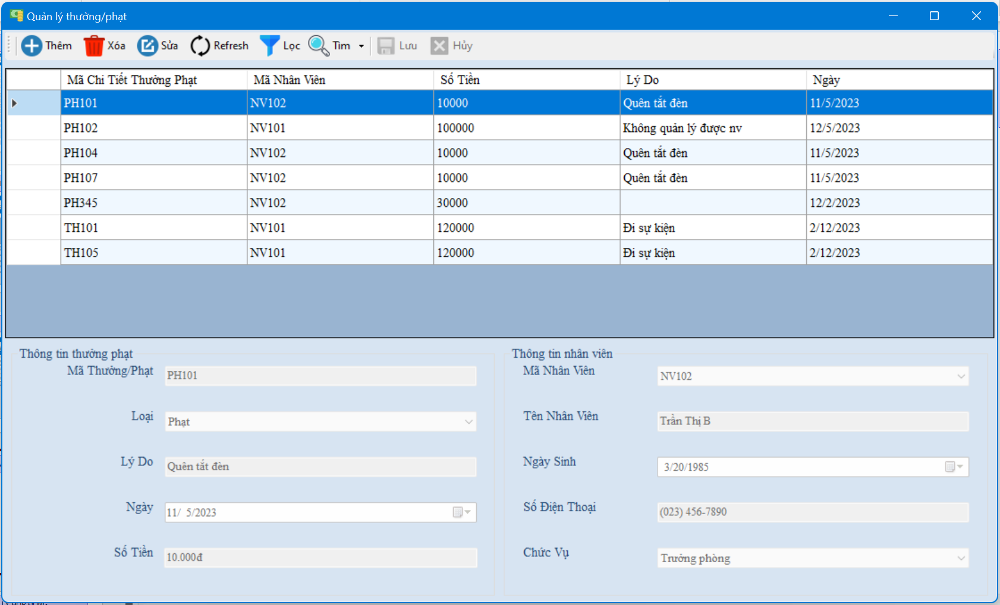 Quản lý thưởng/phạt
Thêm Xóa Sửa Refresh Lọc Tìm Lưu Hủy
Mã Chi Tiết Thưởng Phạt Mã Nhân Viên Số Tiền Lý Do Ngày
PH101 NV102 10000 Quên tắt đèn 11/5/2023
PH102 NV101 100000 Không quản lý được nv 12/5/2023
PH104 NV102 10000 Quên tắt đèn 11/5/2023
PH107 NV102 10000 Quên tắt đèn 11/5/2023
PH345 NV102 30000 12/2/2023
TH101 NV101 120000 Đi sự kiện 2/12/2023
TH105 NV101 120000 Đi sự kiện 2/12/2023
Thông tin thưởng phạt
Mã Thưởng/Phạt PH101
Loại Phạt
Lý Do Quên tắt đèn
Ngày 11/ 5/2023
Số Tiền 10.000đ
Thông tin nhân viên
Mã Nhân Viên NV102
Tên Nhân Viên Trần Thị B
Ngày Sinh 3/20/1985
Số Điện Thoại (023) 456-7890
Chức Vụ Trưởng phòng